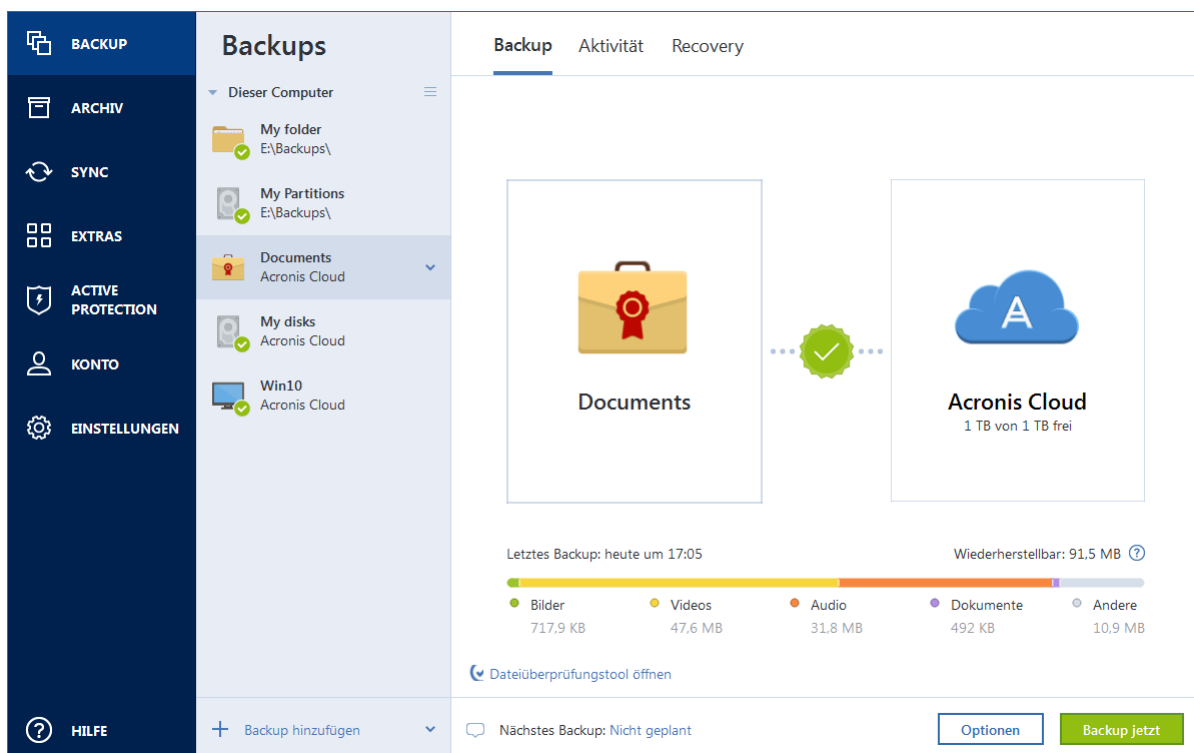 BACKUP
ARCHIV
SYNC
EXTRAS
ACTIVE
PROTECTION
KONTO
EINSTELLUNGEN
HILFE
Backups
Dieser Computer
My folder
E:\Backups\
My Partitions
E:\Backups\
Documents
Acronis Cloud
My disks
Acronis Cloud
Win10
Acronis Cloud
Backup hinzufügen
Backup Aktivität Recovery
Documents
A
Acronis Cloud
1 TB von 1 TB frei
Letztes Backup: heute um 17:05 Wiederherstellbar: 91,5 MB ?
Bilder Videos Audio Dokumente Andere
717,9 KB 47,6 MB 31,8 MB 492 KB 10,9 MB
Dateiüberprüfungstool öffnen
Nächstes Backup: Nicht geplant Optionen Backup jetzt